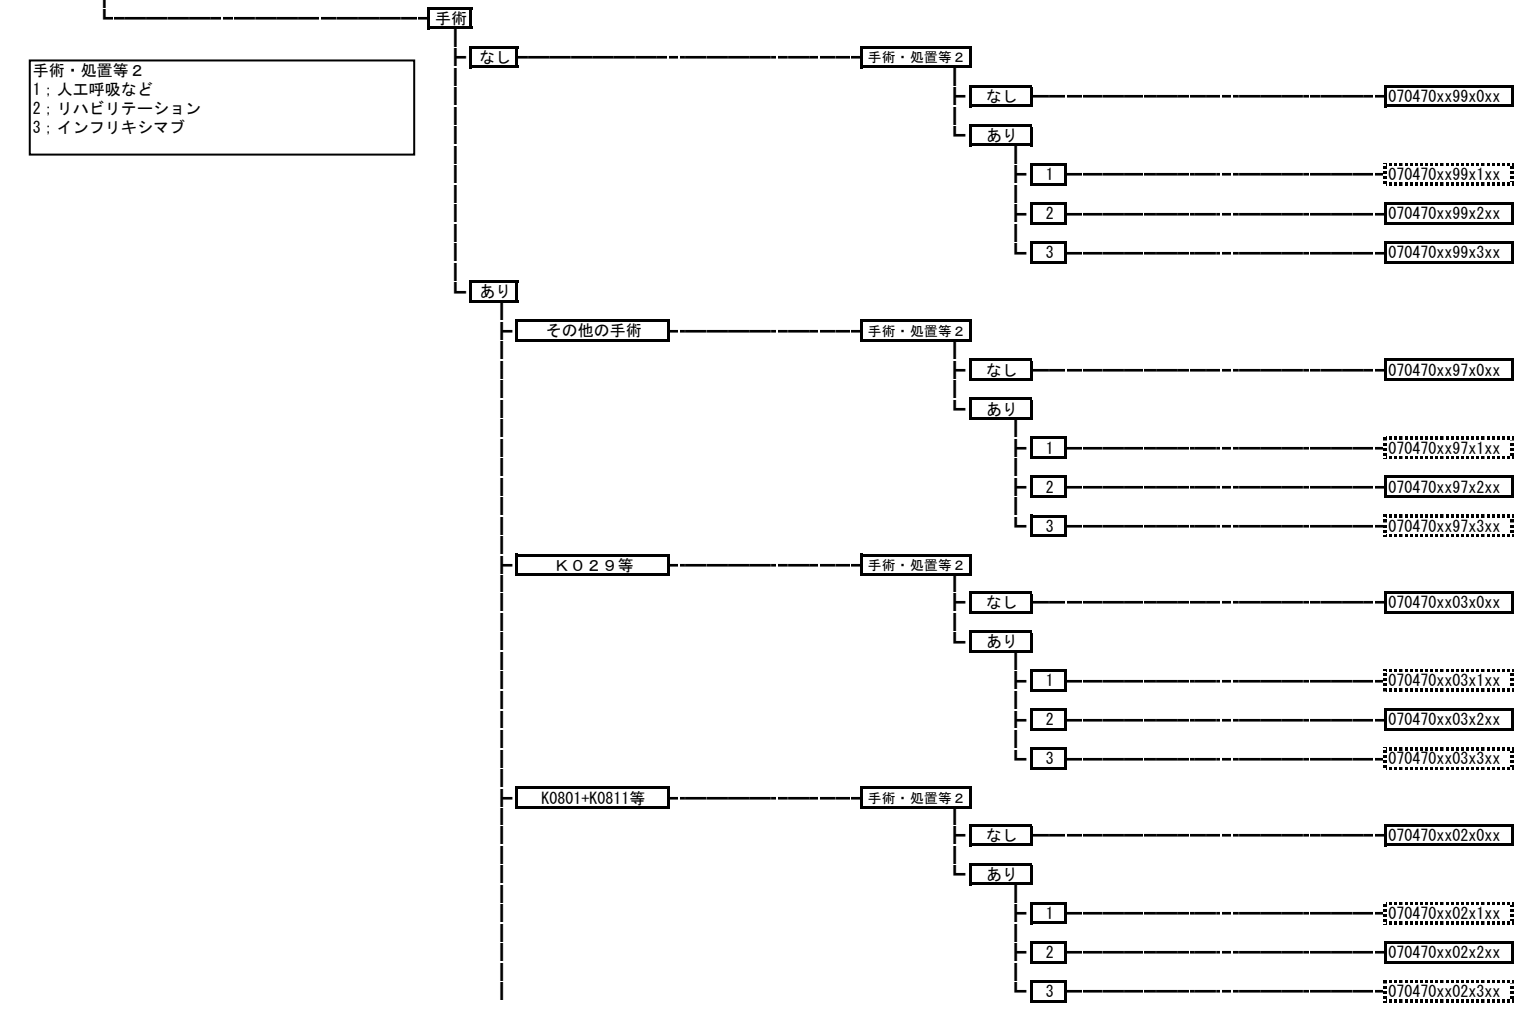 手術
なし
手術・処置等２
手術・処置等２
1；人工呼吸など
2；リハビリテーション
3；インフリキシマブ
なし
070470xx99x0xx
あり
1
070470xx99x1xx
2
070470xx99x2xx
3
070470xx99x3xx
あり
その他の手術
手術・処置等２
なし
070470xx97x0xx
あり
1
070470xx97x1xx
2
070470xx97x2xx
3
070470xx97x3xx
Ｋ０２９等
手術・処置等２
なし
070470xx03x0xx
あり
1
070470xx03x1xx
2
070470xx03x2xx
3
070470xx03x3xx
K0801+K0811等
手術・処置等２
なし
070470xx02x0xx
あり
1
070470xx02x1xx
2
070470xx02x2xx
3
070470xx02x3xx